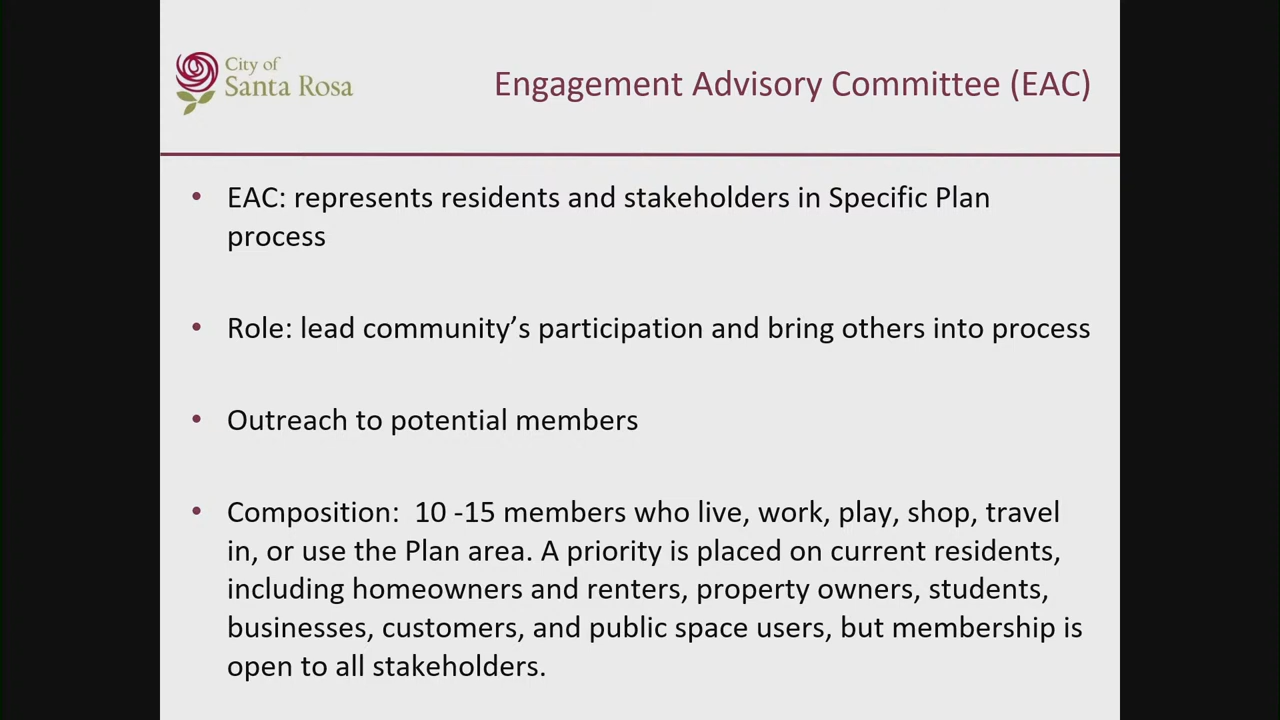 City of
Santa Rosa
Engagement Advisory Committee (EAC)
• EAC: represents residents and stakeholders in Specific Plan
process
• Role: lead community’s participation and bring others into process
• Outreach to potential members
• Composition:  10 -15 members who live, work, play, shop, travel
in, or use the Plan area. A priority is placed on current residents,
including homeowners and renters, property owners, students,
businesses, customers, and public space users, but membership is
open to all stakeholders.